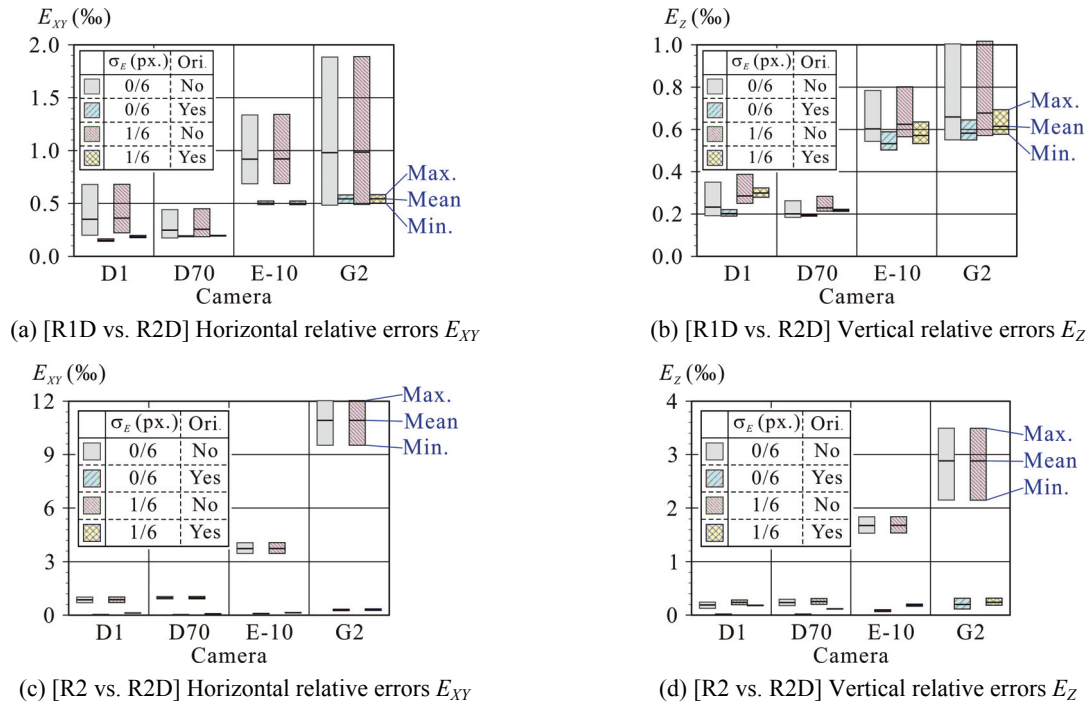 E_XY (‰)
2.0
1.5
1.0
0.5
0.0
σ_E (px.) Ori.
0/6 No
0/6 Yes
1/6 No
1/6 Yes
Max.
Mean
Min.
D1 D70 E-10 G2
Camera
(a) [R1D vs. R2D] Horizontal relative errors E_XY
E_Z (‰)
1.0
0.8
0.6
0.4
0.2
0.0
σ_E (px.) Ori.
0/6 No
0/6 Yes
1/6 No
1/6 Yes
Max.
Mean
Min.
D1 D70 E-10 G2
Camera
(b) [R1D vs. R2D] Vertical relative errors E_Z
E_XY (‰)
12
9
6
3
0
σ_E (px.) Ori.
0/6 No
0/6 Yes
1/6 No
1/6 Yes
Max.
Mean
Min.
D1 D70 E-10 G2
Camera
(c) [R2 vs. R2D] Horizontal relative errors E_XY
E_Z (‰)
4
3
2
1
0
σ_E (px.) Ori.
0/6 No
0/6 Yes
1/6 No
1/6 Yes
Max.
Mean
Min.
D1 D70 E-10 G2
Camera
(d) [R2 vs. R2D] Vertical relative errors E_Z